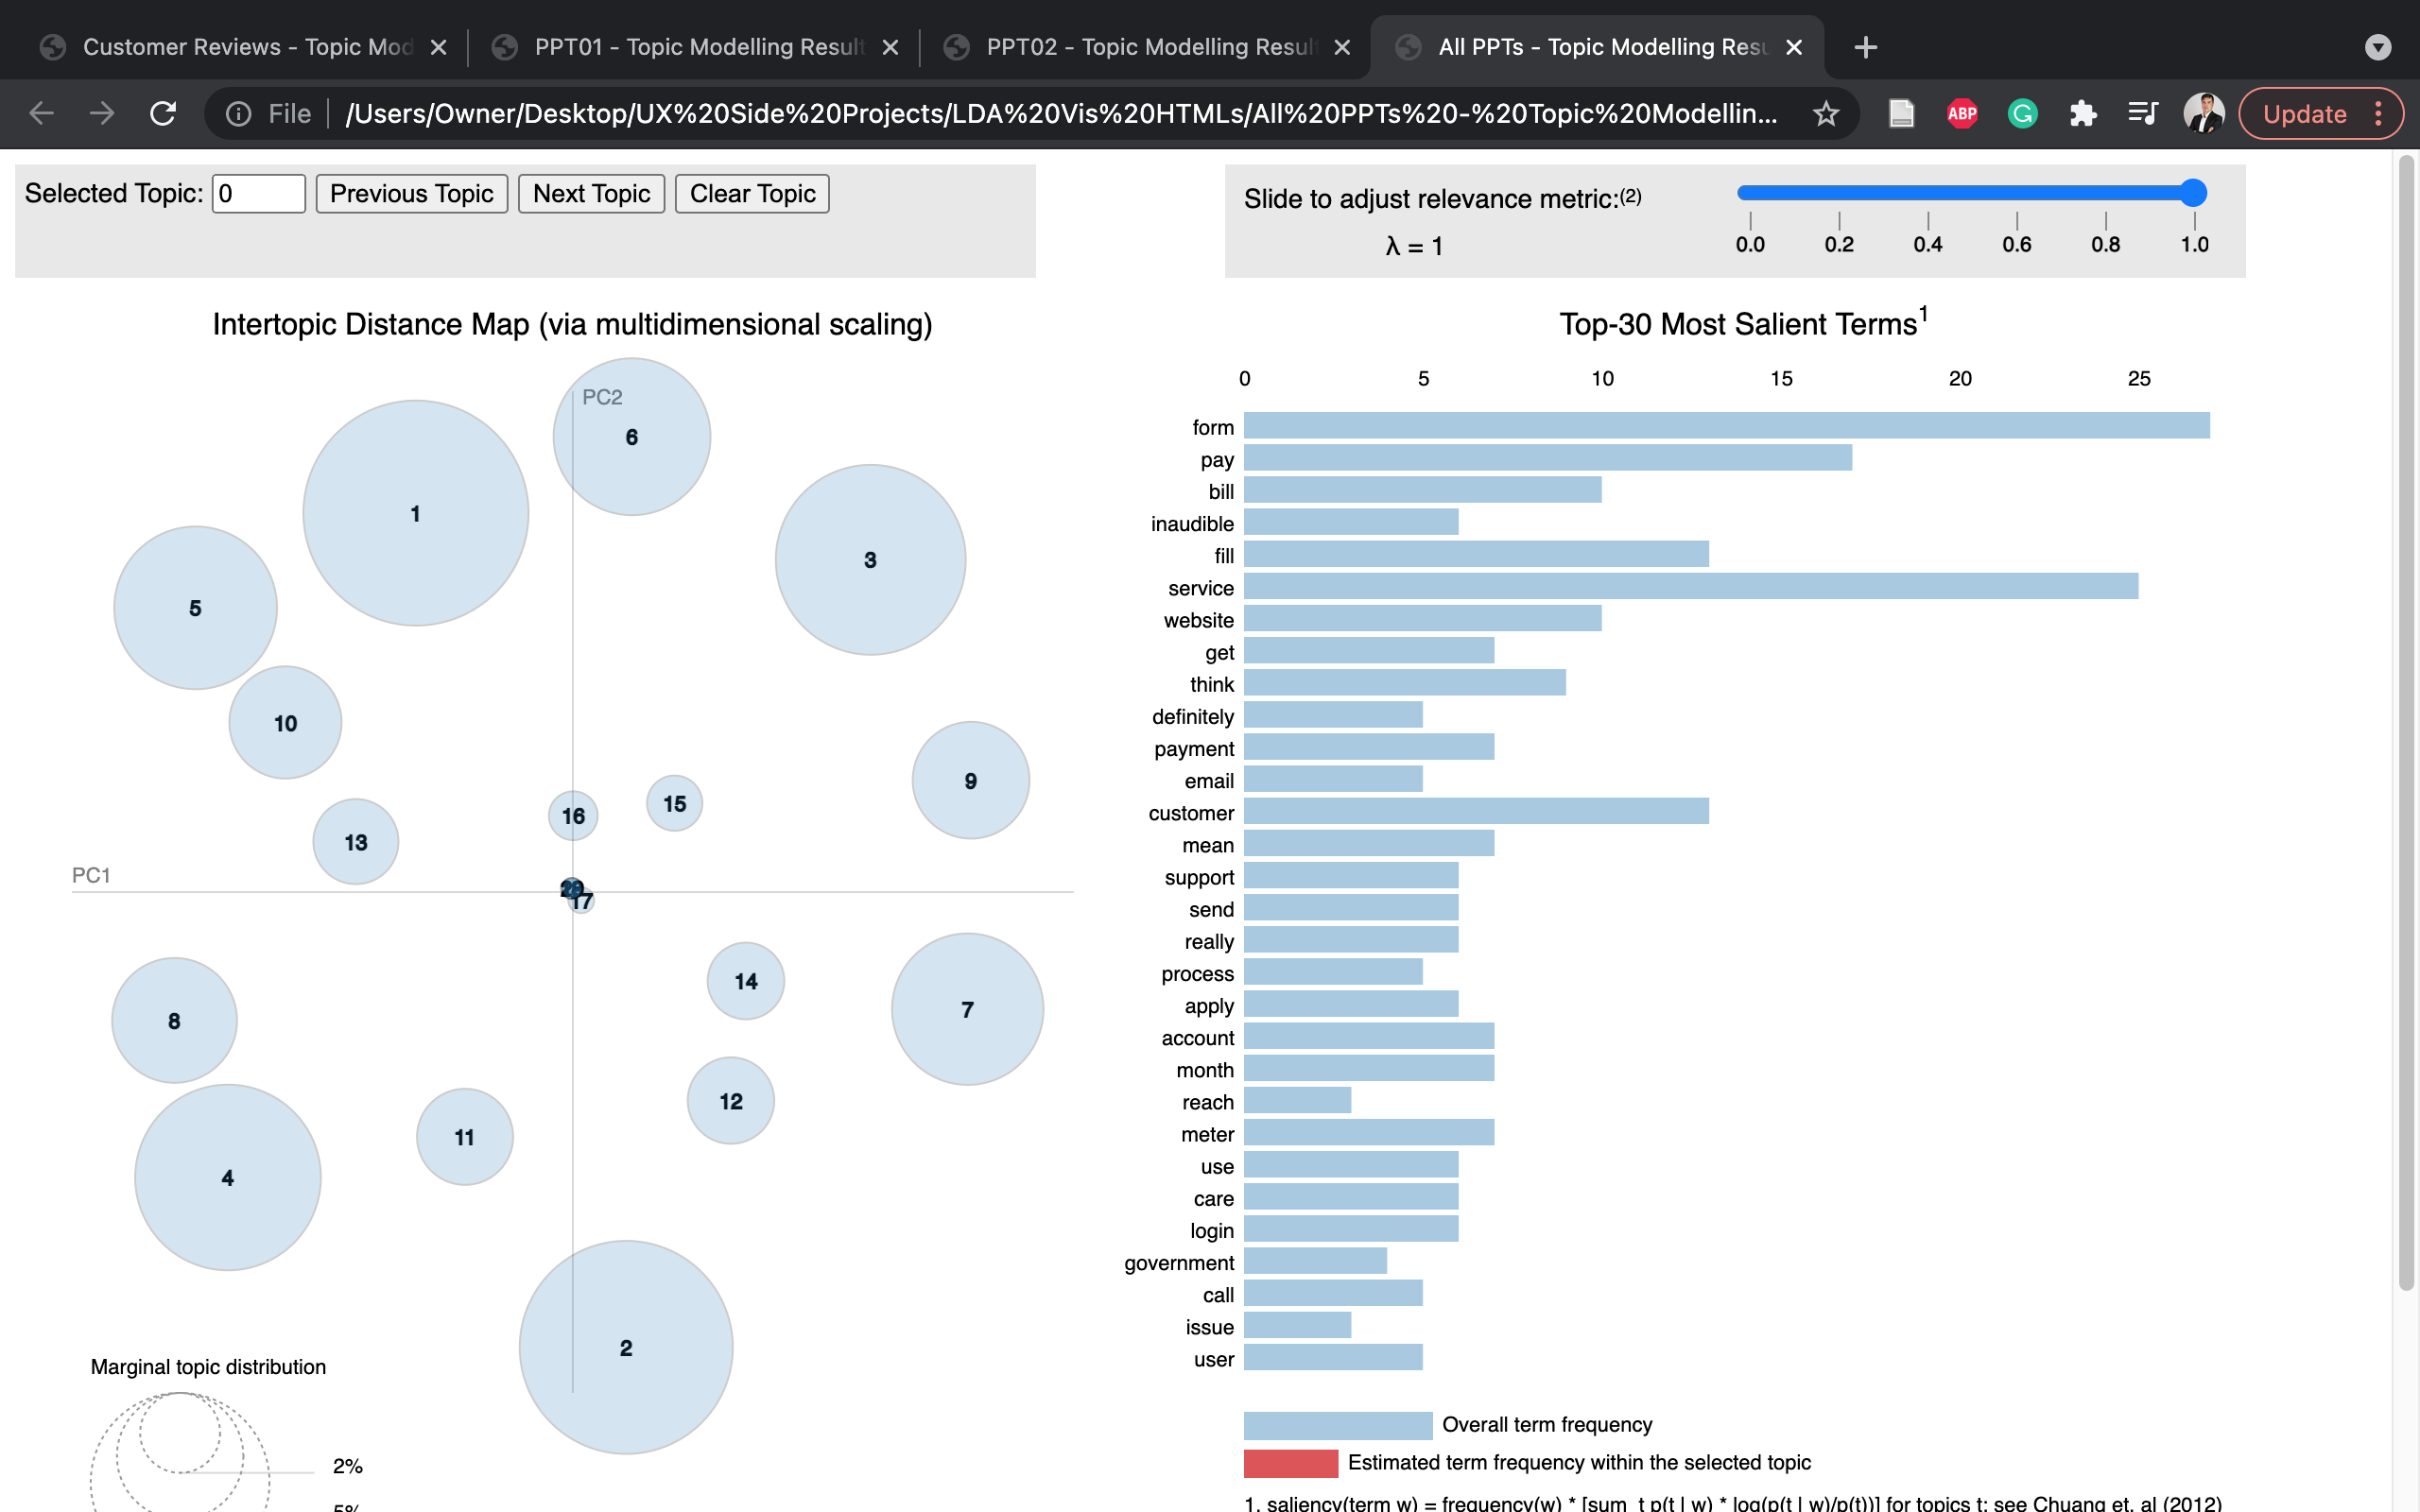 Customer Reviews - Topic Mod
PPT01 - Topic Modelling Result
PPT02 - Topic Modelling Resul
All PPTs - Topic Modelling Resu
File
/Users/Owner/Desktop/UX%20Side%20Projects/LDA%20Vis%20HTMLs/All%20PPTs%20-%20Topic%20Modellin...
ABP
G
Update
Selected Topic: 0 Previous Topic Next Topic Clear Topic
Slide to adjust relevance metric:(2)
λ = 1
0.0 0.2 0.4 0.6 0.8 1.0
Intertopic Distance Map (via multidimensional scaling)
PC2
6
1
3
5
10
9
15
16
13
PC1
20
17
14
7
8
12
11
4
2
Marginal topic distribution
2%
5%
Top-30 Most Salient Terms1
0 5 10 15 20 25
form
pay
bill
inaudible
fill
service
website
get
think
definitely
payment
email
customer
mean
support
send
really
process
apply
account
month
reach
meter
use
care
login
government
call
issue
user
Overall term frequency
Estimated term frequency within the selected topic
1. saliency(term w) = frequency(w) * [sum_t p(t | w) * log(p(t | w)/p(t))] for topics t; see Chuang et. al (2012)